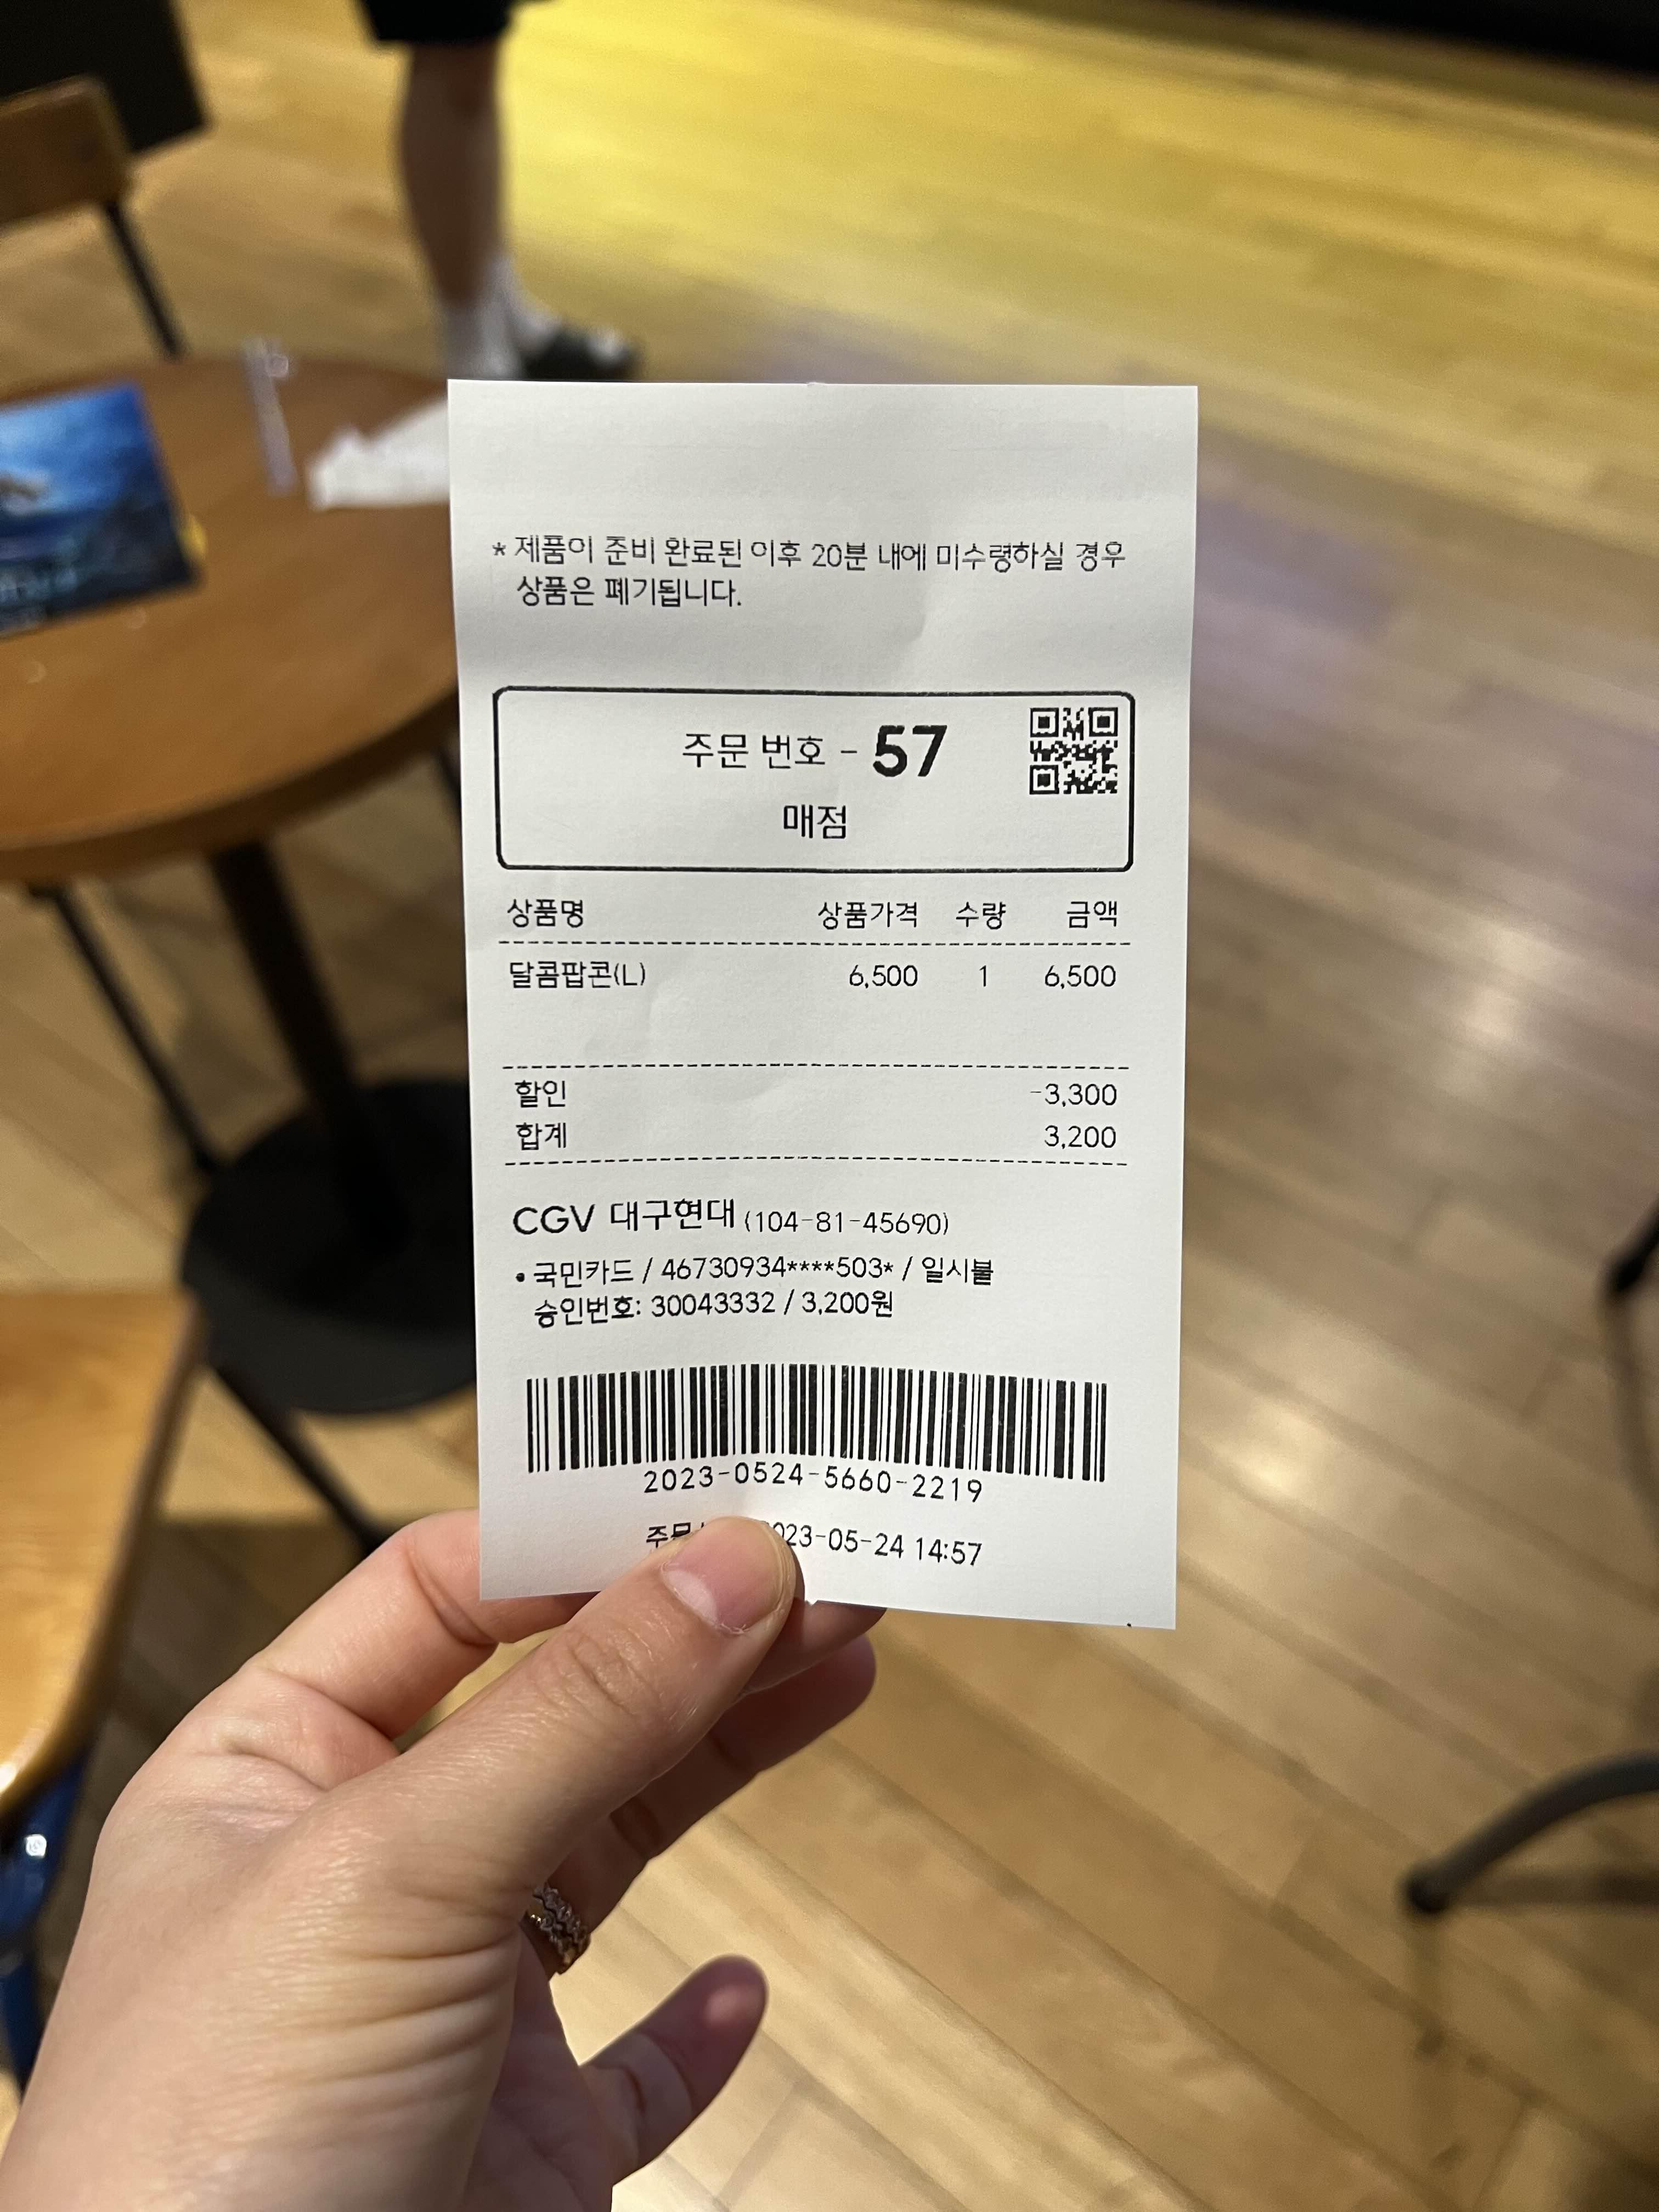 * 제품이 준비 완료된 이후 20분 내에 미수령하실 경우
상품은 폐기됩니다.
주문 번호 - 57
매점
상품명 상품가격 수량 금액
달콤팝콘(L) 6,500 1 6,500
할인 -3,300
합계 3,200
CGV 대구현대 (104-81-45690)
• 국민카드 / 46730934****503* / 일시불
승인번호: 30043332 / 3,200원
2023-0524-5660-2219
023-05-24 14:57